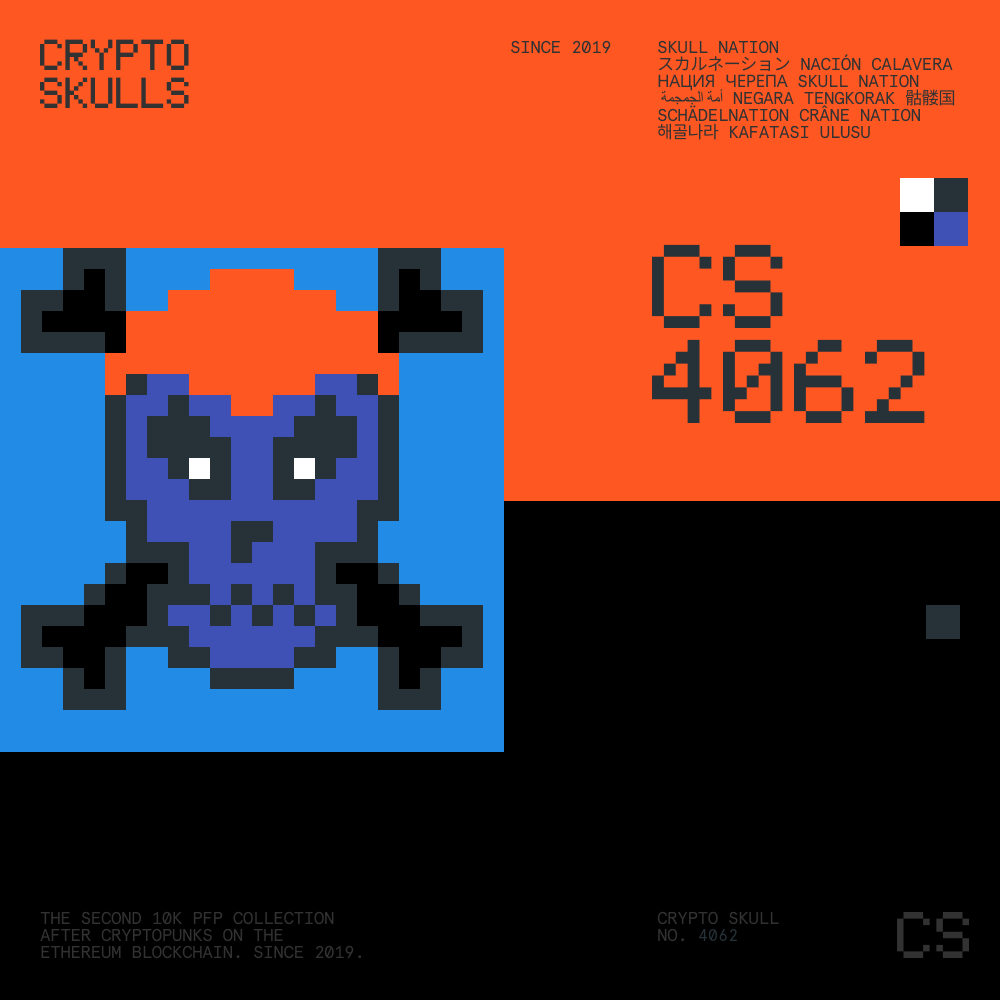 CRYPTO
SKULLS
SINCE 2019
SKULL NATION
スカルネーション NACIÓN CALAVERA
НАЦИЯ ЧЕРЕПА SKULL NATION
أمة الجمجمة NEGARA TENGKORAK 骷髅国
SCHÄDELNATION CRÂNE NATION
해골나라 KAFATASI ULUSU
CS
4062
THE SECOND 10K PFP COLLECTION
AFTER CRYPTOPUNKS ON THE
ETHEREUM BLOCKCHAIN. SINCE 2019.
CRYPTO SKULL
NO. 4062
CS